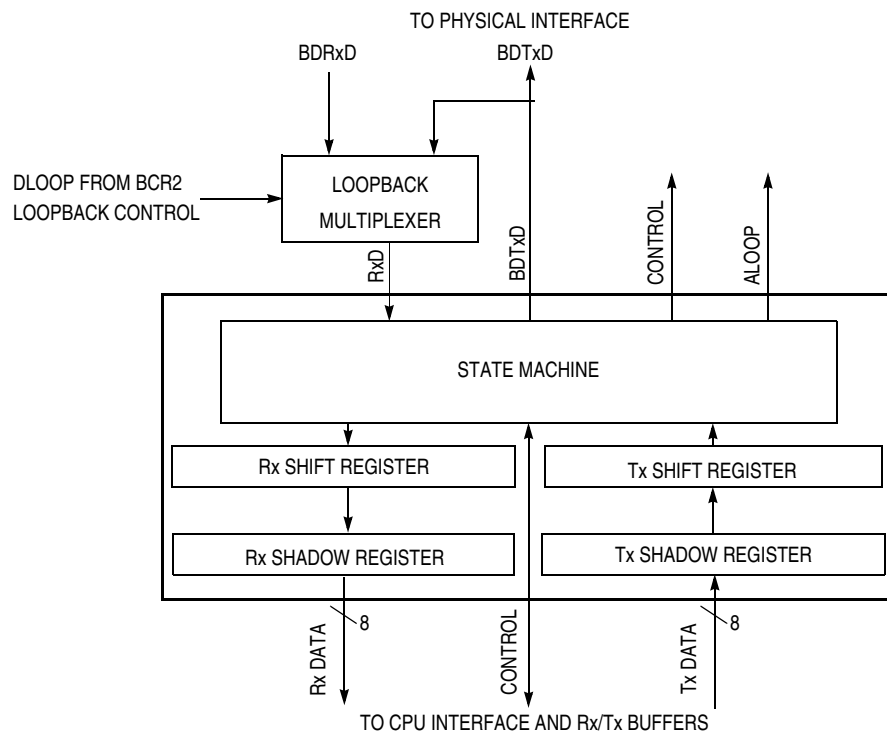 TO PHYSICAL INTERFACE
BDRxD
BDTxD
DLOOP FROM BCR2
LOOPBACK CONTROL
LOOPBACK
MULTIPLEXER
RxD
BDTxD
CONTROL
ALOOP
STATE MACHINE
Rx SHIFT REGISTER
Tx SHIFT REGISTER
Rx SHADOW REGISTER
Tx SHADOW REGISTER
Rx DATA
8
CONTROL
Tx DATA
8
TO CPU INTERFACE AND Rx/Tx BUFFERS